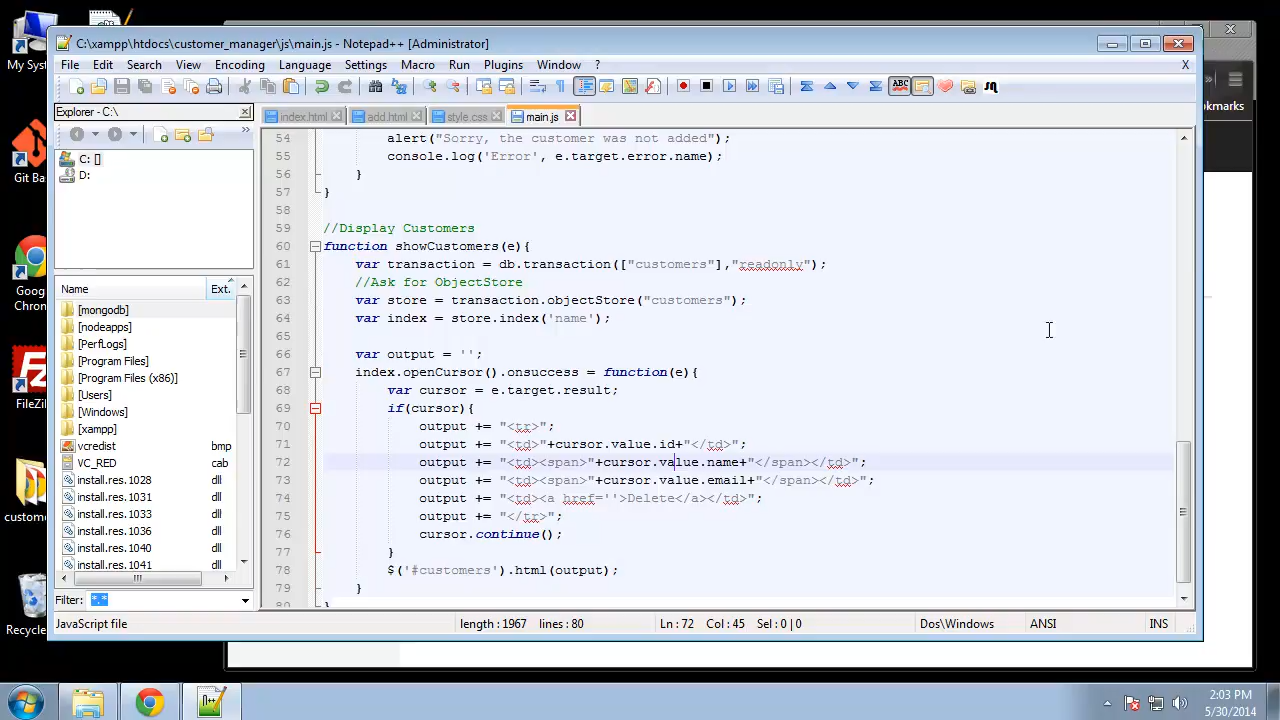 My Sys
C:\xampp\htdocs\customer_manager\js\main.js - Notepad++ [Administrator]
File Edit Search View Encoding Language Settings Macro Run Plugins Window ? X
Explorer - C:\
index.html add.html style.css main.js
okmarks
C: []
D:
Git Bas
Goog
Chron
FileZil
custome
Recycle
Name Ext.
[mongodb]
[nodeapps]
[PerfLogs]
[Program Files]
[Program Files (x86)]
[Users]
[Windows]
[xampp]
vcredist bmp
VC_RED cab
install.res.1028 dll
install.res.1031 dll
install.res.1033 dll
install.res.1036 dll
install.res.1040 dll
install.res.1041 dll
Filter: *.*
54 alert("Sorry, the customer was not added");
55 console.log('Error', e.target.error.name);
56 }
57 }
58
59 //Display Customers
60 function showCustomers(e){
61 var transaction = db.transaction(["customers"],"readonly");
62 //Ask for ObjectStore
63 var store = transaction.objectStore("customers");
64 var index = store.index('name');
65
66 var output = '';
67 index.openCursor().onsuccess = function(e){
68 var cursor = e.target.result;
69 if(cursor){
70 output += "<tr>";
71 output += "<td>"+cursor.value.id+"</td>";
72 output += "<td><span>"+cursor.value.name+"</span></td>";
73 output += "<td><span>"+cursor.value.email+"</span></td>";
74 output += "<td><a href=''>Delete</a></td>";
75 output += "</tr>";
76 cursor.continue();
77 }
78 $('#customers').html(output);
79 }
80 }
JavaScript file length : 1967 lines : 80 Ln : 72 Col : 45 Sel : 0 | 0 Dos\Windows ANSI INS
2:03 PM
5/30/2014